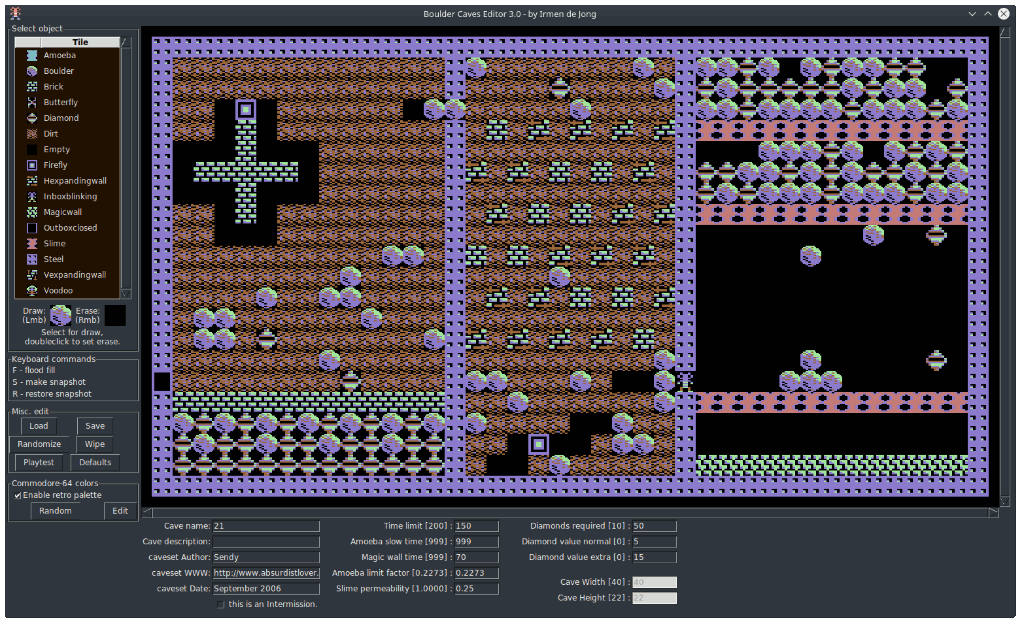 Boulder Caves Editor 3.0 - by Irmen de Jong
Select object
Tile
Amoeba
Boulder
Brick
Butterfly
Diamond
Dirt
Empty
Firefly
Hexpandingwall
Inboxblinking
Magicwall
Outboxclosed
Slime
Steel
Vexpandingwall
Voodoo
Draw: Erase:
(Lmb) (Rmb)
Select for draw,
doubleclick to set erase.
Keyboard commands
F - flood fill
S - make snapshot
R - restore snapshot
Misc. edit
Load Save
Randomize Wipe
Playtest Defaults
Commodore-64 colors
Enable retro palette
Random Edit
Cave name: 21
Cave description:
caveset Author: Sendy
caveset WWW: http://www.absurdistlover.
caveset Date: September 2006
this is an Intermission.
Time limit [200] : 150
Amoeba slow time [999] : 999
Magic wall time [999] : 70
Amoeba limit factor [0.2273] : 0.2273
Slime permeability [1.0000] : 0.25
Diamonds required [10] : 50
Diamond value normal [0] : 5
Diamond value extra [0] : 15
Cave Width [40] : 40
Cave Height [22] : 22